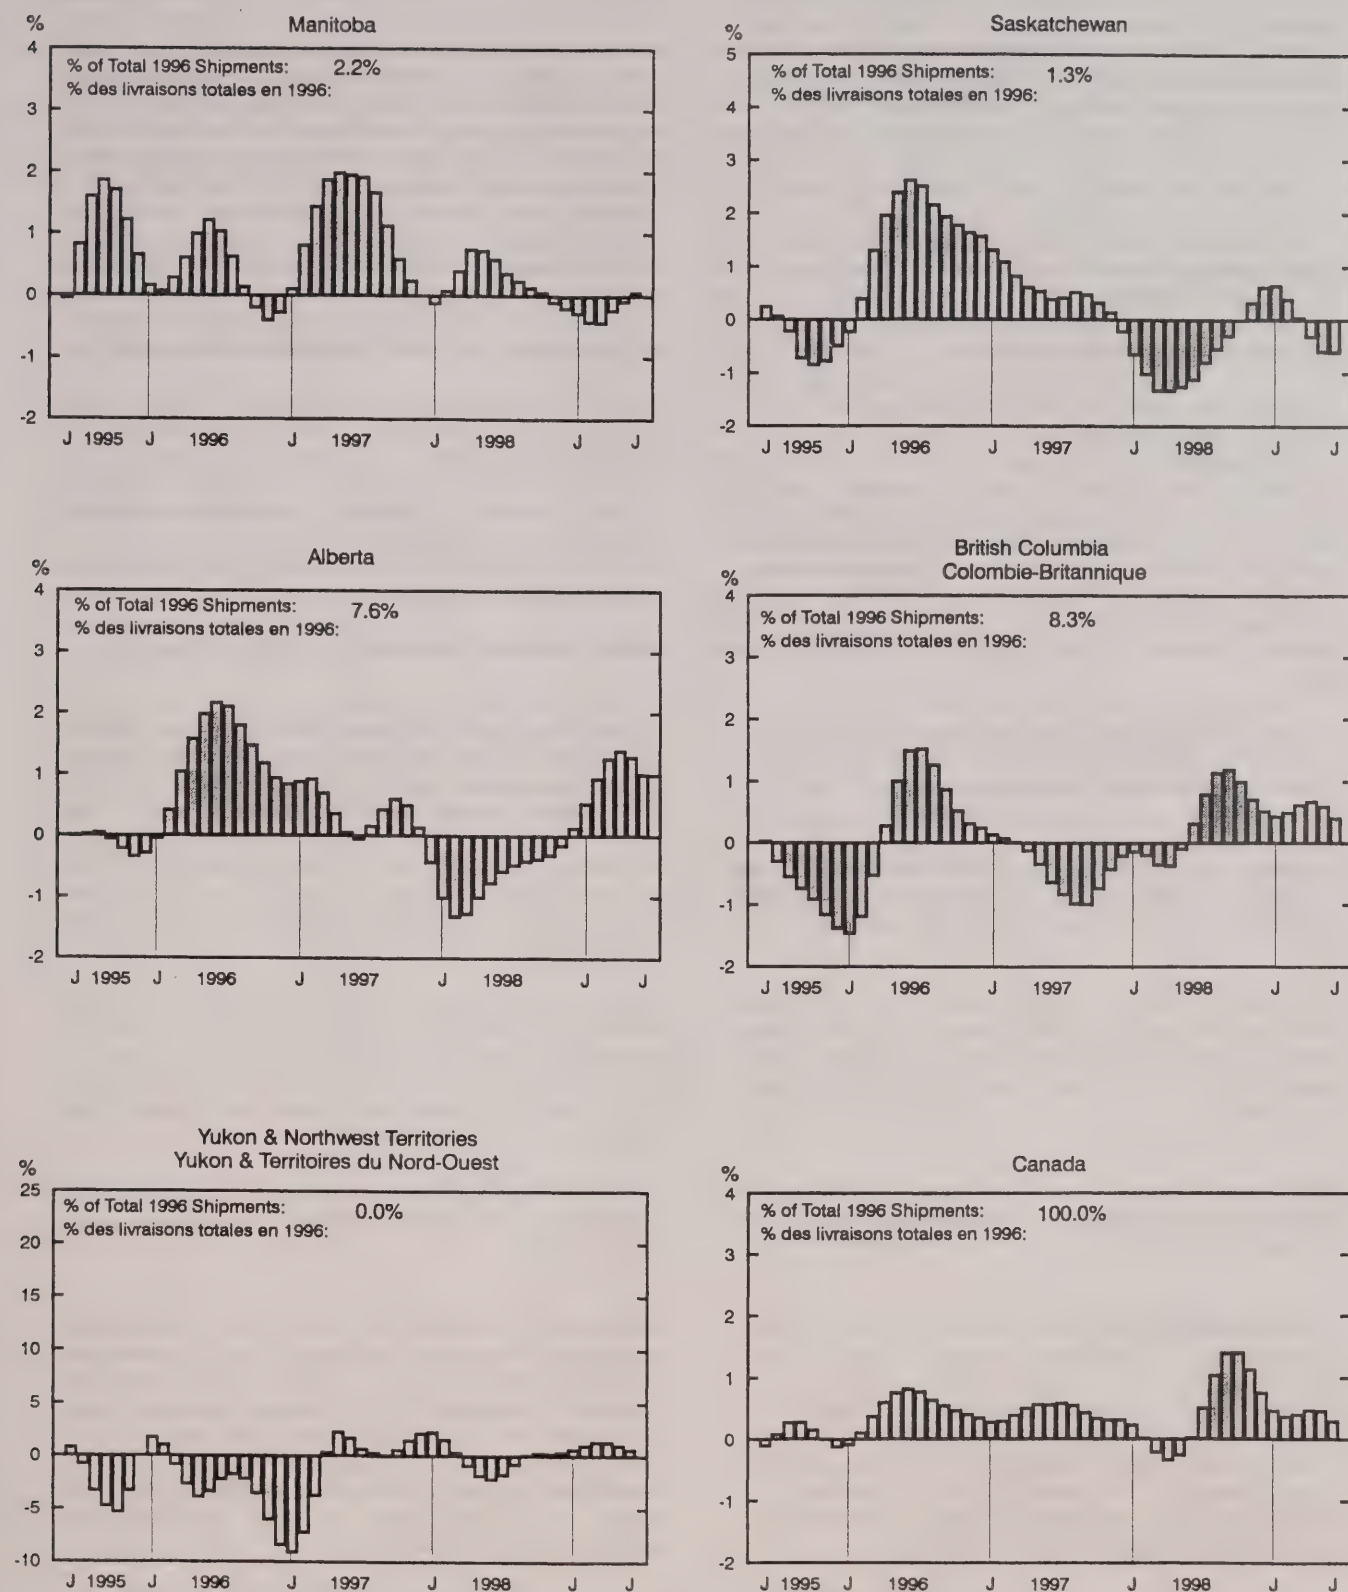 Manitoba
%
4
% of Total 1996 Shipments: 2.2%
% des livraisons totales en 1996:
3
2
1
0
-1
-2
J 1995 J 1996 J 1997 J 1998 J J
Saskatchewan
%
5
% of Total 1996 Shipments: 1.3%
% des livraisons totales en 1996:
4
3
2
1
0
-1
-2
J 1995 J 1996 J 1997 J 1998 J J
Alberta
%
4
% of Total 1996 Shipments: 7.6%
% des livraisons totales en 1996:
3
2
1
0
-1
-2
J 1995 J 1996 J 1997 J 1998 J J
British Columbia
Colombie-Britannique
%
4
% of Total 1996 Shipments: 8.3%
% des livraisons totales en 1996:
3
2
1
0
-1
-2
J 1995 J 1996 J 1997 J 1998 J J
Yukon & Northwest Territories
Yukon & Territoires du Nord-Ouest
%
25
% of Total 1996 Shipments: 0.0%
% des livraisons totales en 1996:
20
15
10
5
0
-5
-10
J 1995 J 1996 J 1997 J 1998 J J
Canada
%
4
% of Total 1996 Shipments: 100.0%
% des livraisons totales en 1996:
3
2
1
0
-1
-2
J 1995 J 1996 J 1997 J 1998 J J